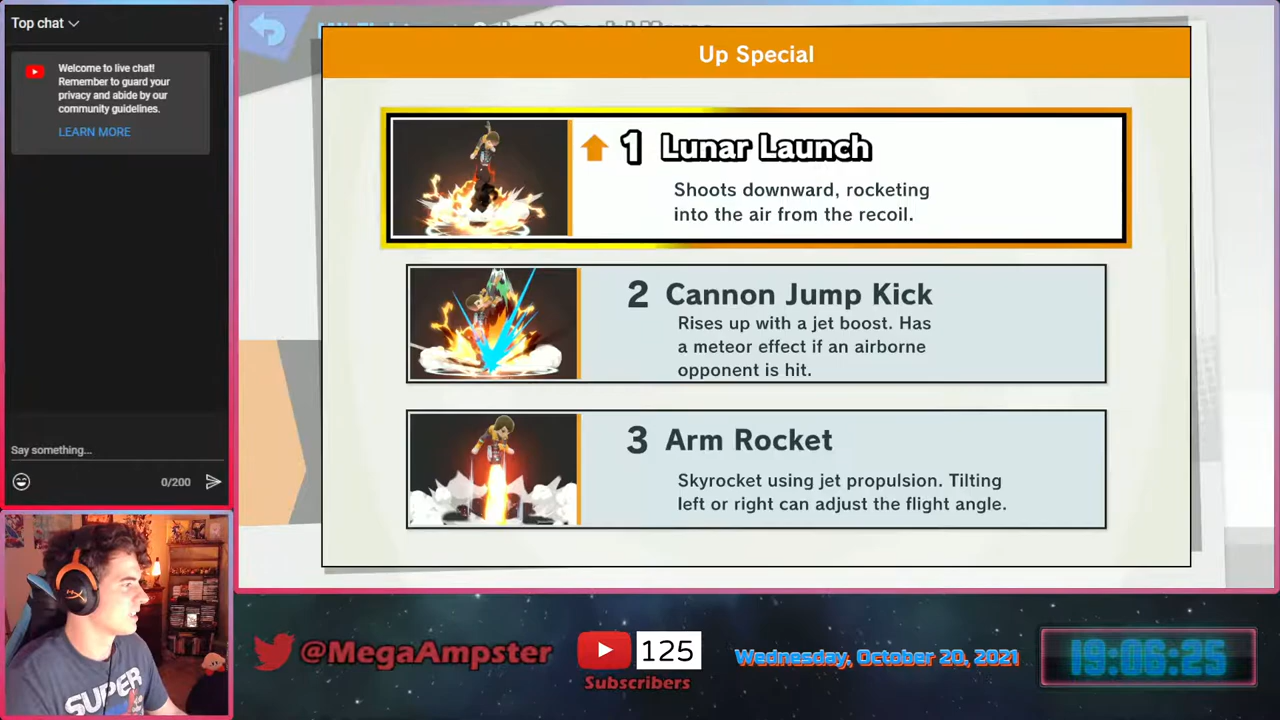 Top chat
Welcome to live chat!
Remember to guard your
privacy and abide by our
community guidelines.
LEARN MORE
Say something...
0/200
Up Special
1 Lunar Launch
Shoots downward, rocketing
into the air from the recoil.
2 Cannon Jump Kick
Rises up with a jet boost. Has
a meteor effect if an airborne
opponent is hit.
3 Arm Rocket
Skyrocket using jet propulsion. Tilting
left or right can adjust the flight angle.
SUPER
@MegaAmpster
125
Subscribers
Wednesday, October 20, 2021
19:06:25